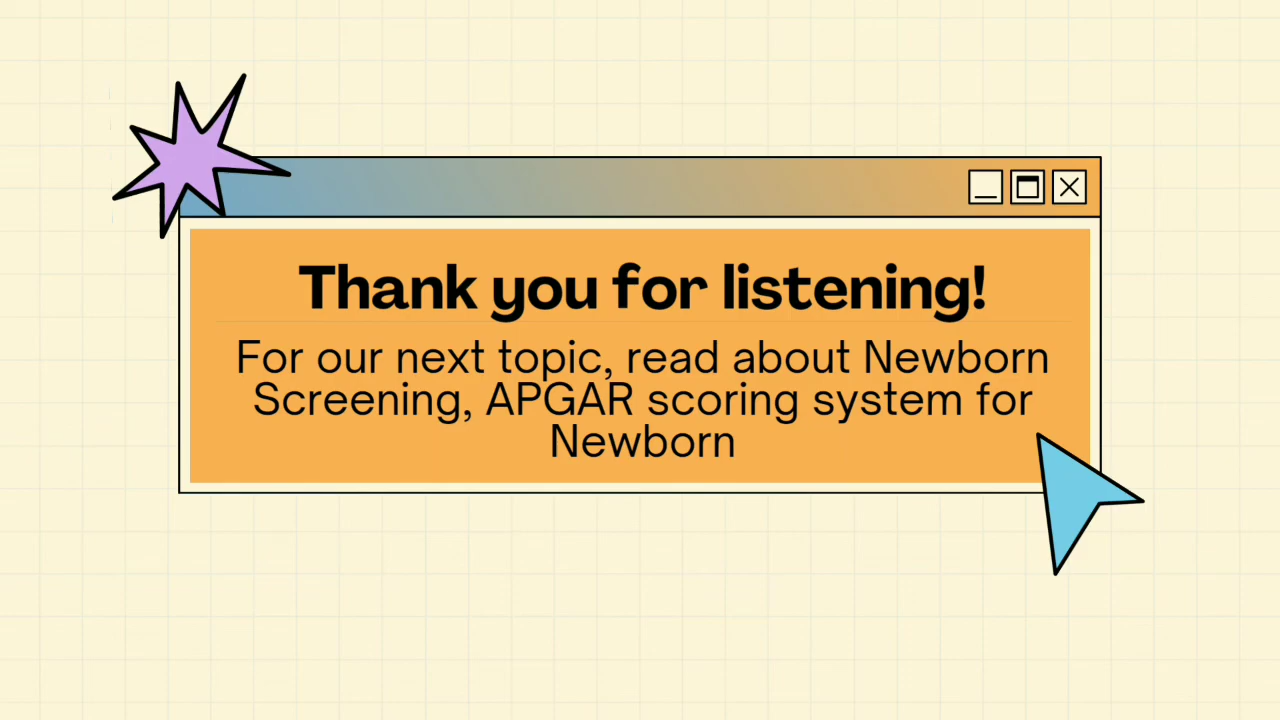 Thank you for listening!
For our next topic, read about Newborn
Screening, APGAR scoring system for
Newborn